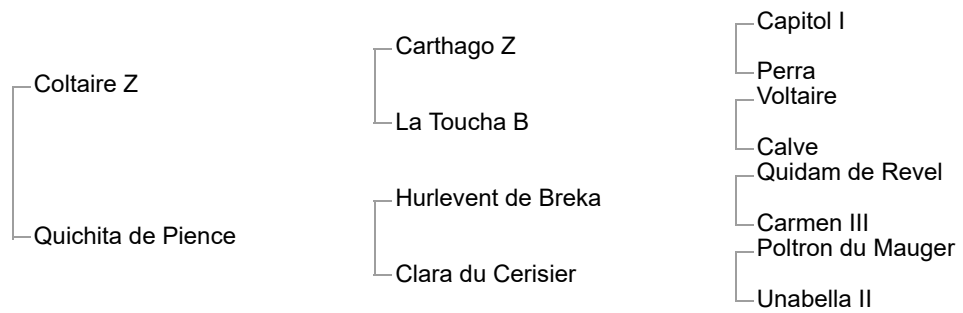 Coltaire Z
Quichita de Pience
Carthago Z
La Toucha B
Hurlevent de Breka
Clara du Cerisier
Capitol I
Perra
Voltaire
Calve
Quidam de Revel
Carmen III
Poltron du Mauger
Unabella II